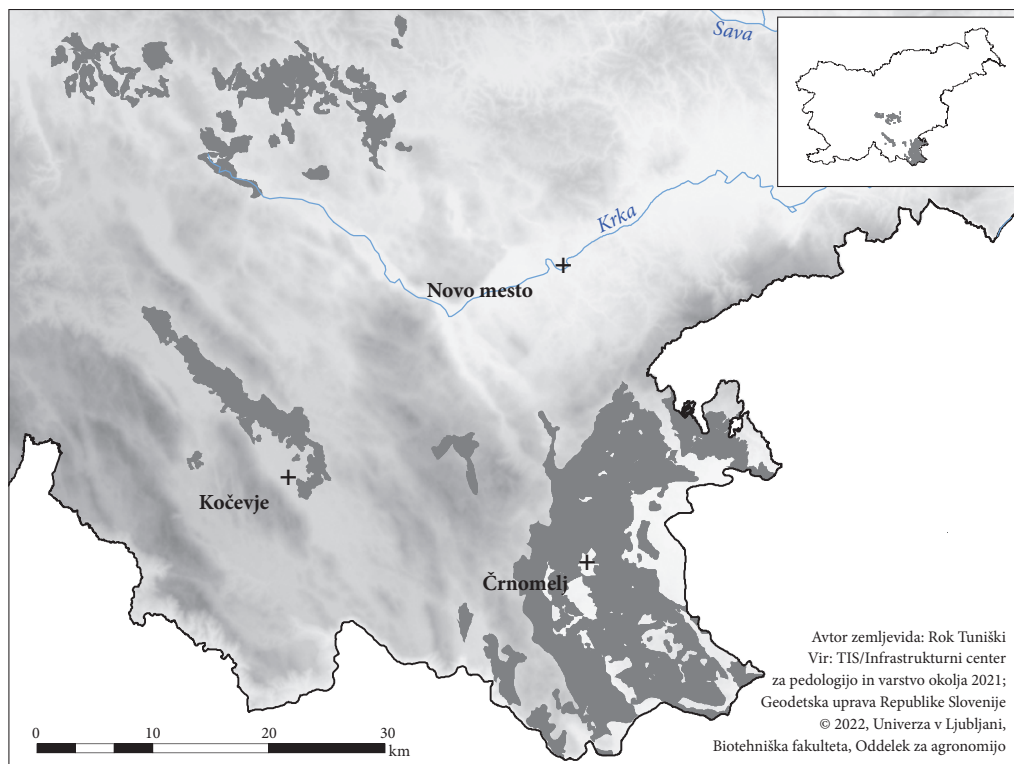 Sava
Krka
Novo mesto
Kočevje
Črnomelj
Avtor zemljevida: Rok Tuniški
Vir: TIS/Infrastrukturni center
za pedologijo in varstvo okolja 2021;
Geodetska uprava Republike Slovenije
© 2022, Univerza v Ljubljani,
Biotehniška fakulteta, Oddelek za agronomijo
0 10 20 30
km